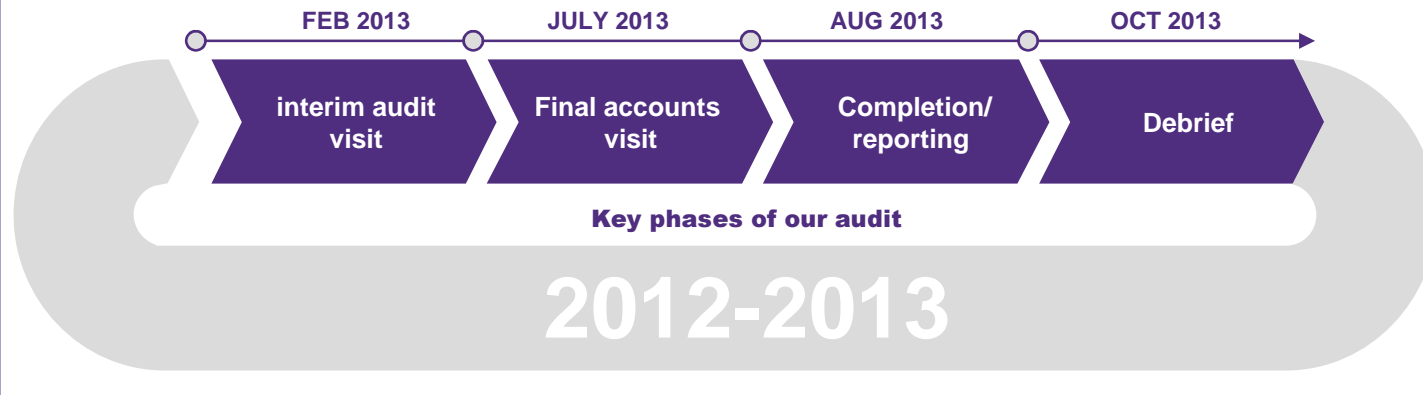 FEB 2013 JULY 2013 AUG 2013 OCT 2013
interim audit
visit
Final accounts
visit
Completion/
reporting
Debrief
Key phases of our audit
2012-2013